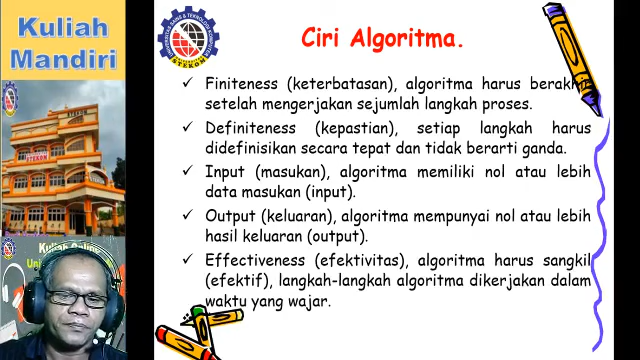 Kuliah
Mandiri
STEKOM
Ciri Algoritma.
✓ Finiteness (keterbatasan), algoritma harus berakhir
setelah mengerjakan sejumlah langkah proses.
✓ Definiteness (kepastian), setiap langkah harus
didefinisikan secara tepat dan tidak berarti ganda.
✓ Input (masukan), algoritma memiliki nol atau lebih
data masukan (input).
✓ Output (keluaran), algoritma mempunyai nol atau lebih
hasil keluaran (output).
✓ Effectiveness (efektivitas), algoritma harus sangkil
(efektif), langkah-langkah algoritma dikerjakan dalam
waktu yang wajar.
STEKOM
Kuliah Online